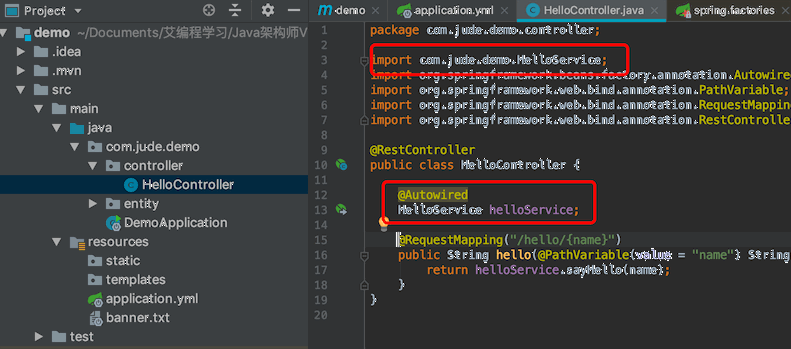 Project
demo ~/Documents/艾编程学习/Java架构师V
.idea
.mvn
src
main
java
com.jude.demo
controller
HelloController
entity
DemoApplication
resources
static
templates
application.yml
banner.txt
test
demo
application.yml
HelloController.java
spring.factories
1 package com.jude.demo.controller;
2
3 import com.jude.demo.HelloService;
4 import org.springframework.beans.factory.annotation.Autowired
5 import org.springframework.web.bind.annotation.PathVariable;
6 import org.springframework.web.bind.annotation.RequestMapping
7 import org.springframework.web.bind.annotation.RestControlle
8
9 @RestController
10 public class HelloController {
11
12 @Autowired
13 HelloService helloService;
14
15 @RequestMapping("/hello/{name}")
16 public String hello(@PathVariable(value = "name") String
17 return helloService.sayHello(name);
18 }
19 }
20